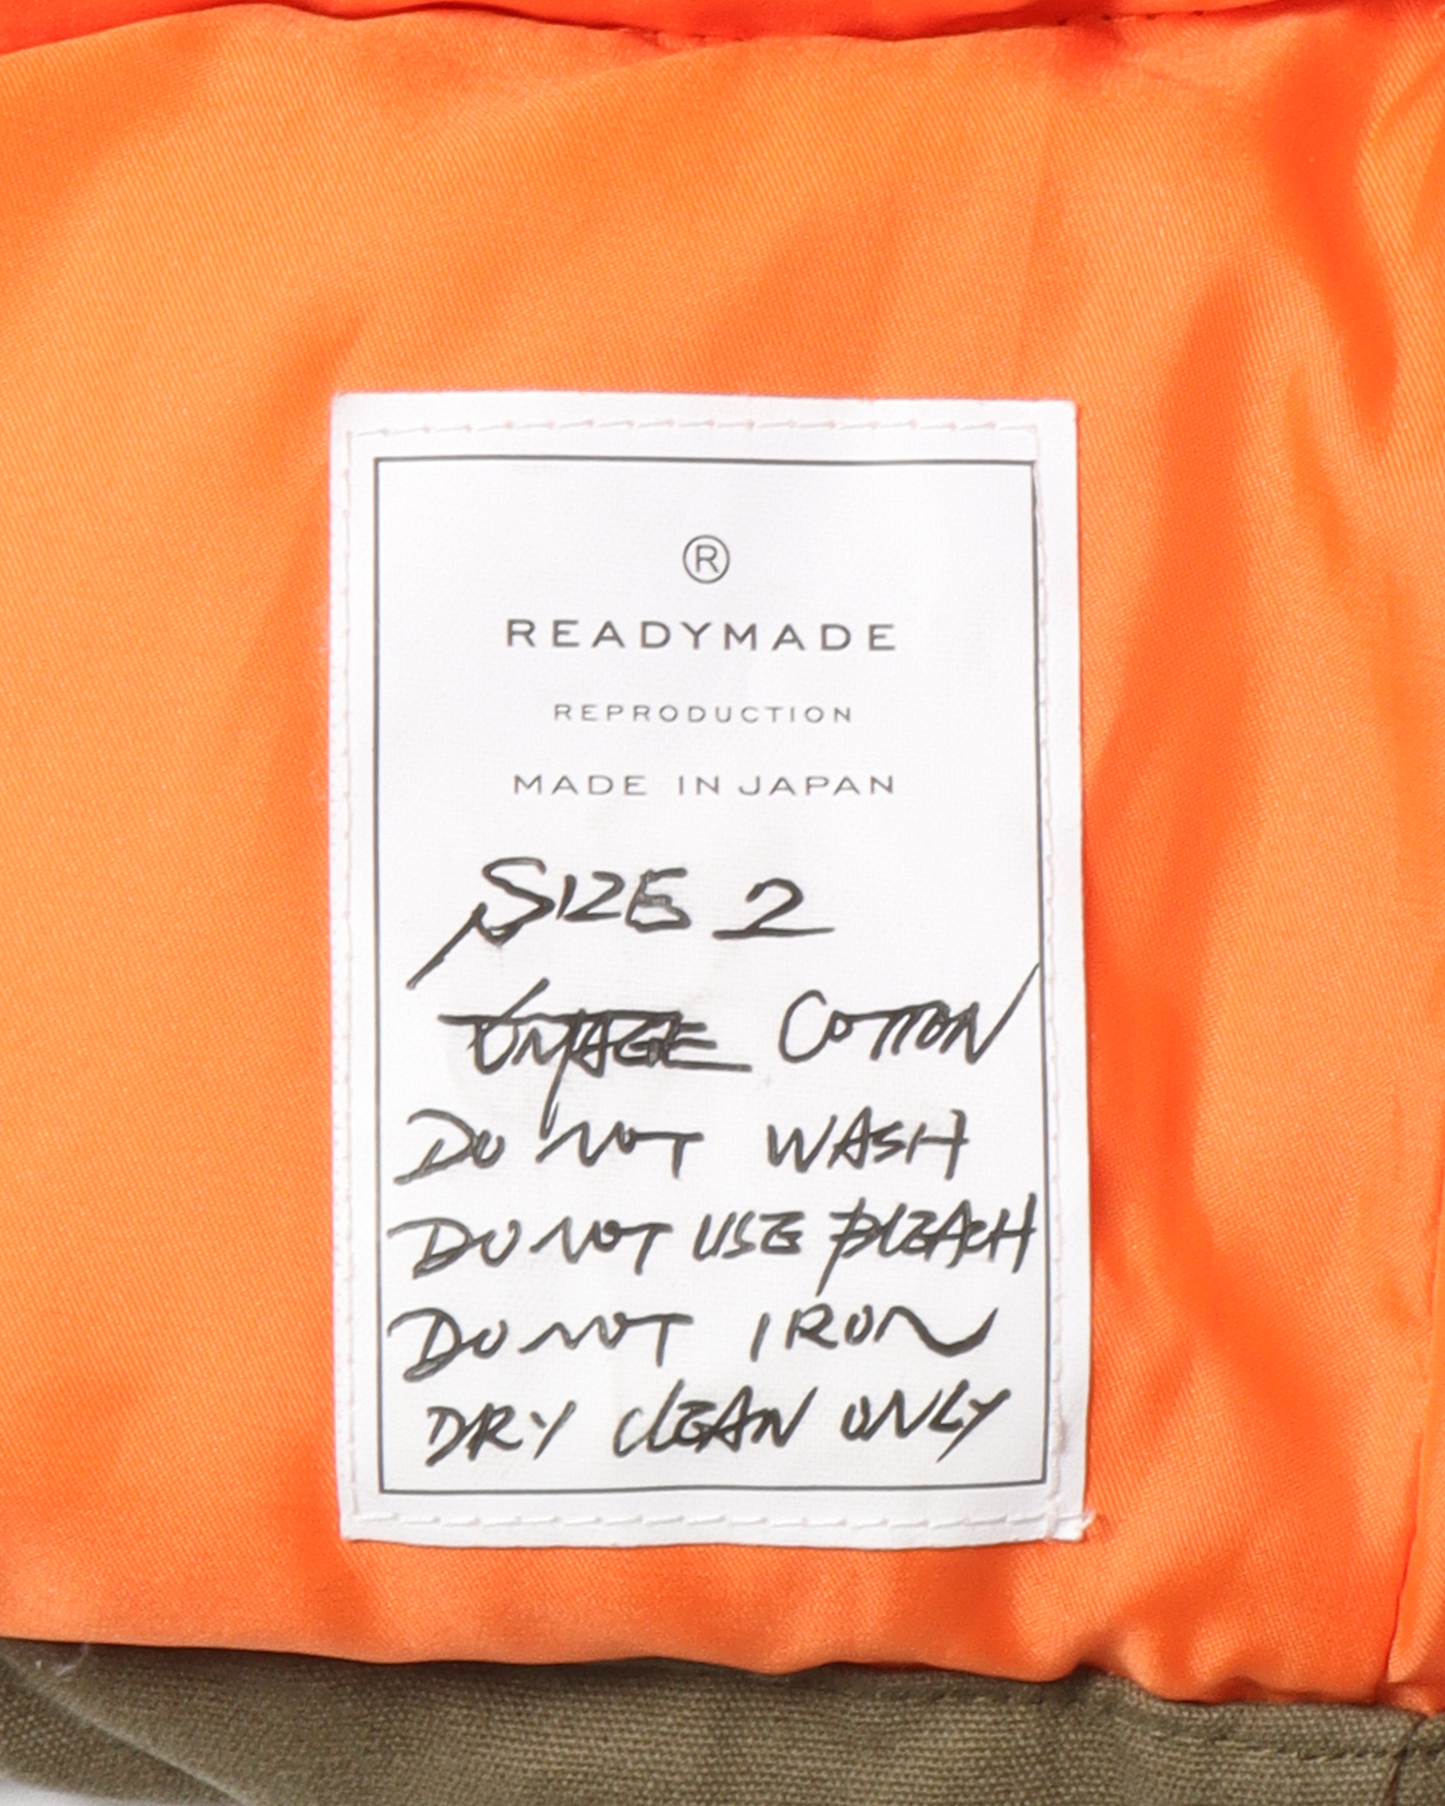 ®
READYMADE
REPRODUCTION
MADE IN JAPAN
SIZE 2
COTTON
DO NOT WASH
DO NOT USE BLEACH
DO NOT IRON
DRY CLEAN ONLY